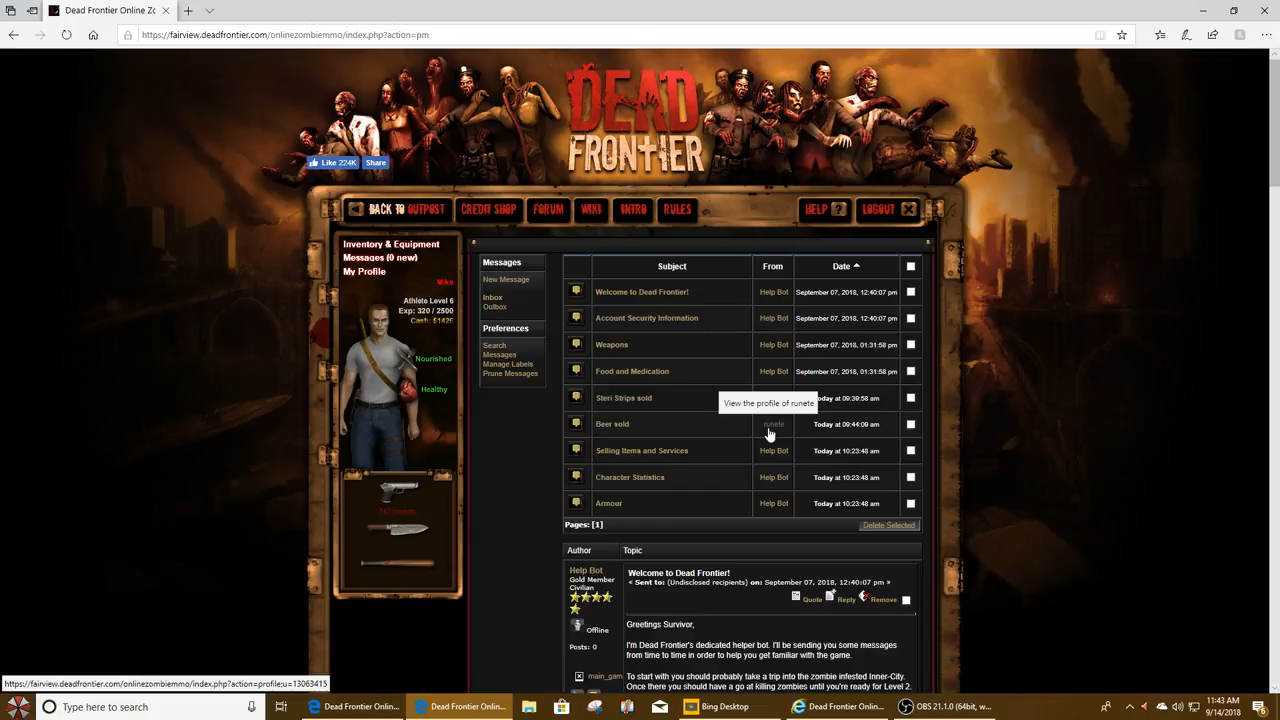 Dead Frontier Online Zo
https://fairview.deadfrontier.com/onlinezombiemmo/index.php?action=pm
DEAD
FRONTIER
Like 224K
Share
BACK TO OUTPOST
CREDIT SHOP
FORUM
WIKI
INTRO
RULES
HELP ?
LOGOUT
Inventory & Equipment
Messages (0 new)
My Profile
Mike
Athlete Level 6
Exp: 320 / 2500
Cash: $1426
Nourished
Healthy
Messages
New Message
Inbox
Outbox
Preferences
Search
Messages
Manage Labels
Prune Messages
Subject From Date
Welcome to Dead Frontier! Help Bot September 07, 2018, 12:40:07 pm
Account Security Information Help Bot September 07, 2018, 12:40:07 pm
Weapons Help Bot September 07, 2018, 01:31:58 pm
Food and Medication Help Bot September 07, 2018, 01:31:58 pm
Steri Strips sold Today at 09:39:58 am
View the profile of runete
Beer sold runete Today at 09:44:09 am
Selling Items and Services Help Bot Today at 10:23:48 am
Character Statistics Help Bot Today at 10:23:48 am
Armour Help Bot Today at 10:23:48 am
Pages: [1]
Delete Selected
Author Topic
Help Bot
Gold Member
Civilian
Offline
Posts: 0
main_gam
Welcome to Dead Frontier!
« Sent to: (Undisclosed recipients) on: September 07, 2018, 12:40:07 pm »
Quote Reply Remove
Greetings Survivor,
I'm Dead Frontier's dedicated helper bot. I'll be sending you some messages
from time to time in order to help you get familiar with the game.
To start with you should probably take a trip into the zombie infested Inner-City.
Once there you should have a go at killing zombies until you're ready for Level 2.
https://fairview.deadfrontier.com/onlinezombiemmo/index.php?action=profile;u=13063415
Type here to search
Dead Frontier Onlin...
Dead Frontier Onlin...
Bing Desktop
Dead Frontier Onlin...
OBS 21.1.0 (64bit, w...
11:43 AM
9/14/2018
6